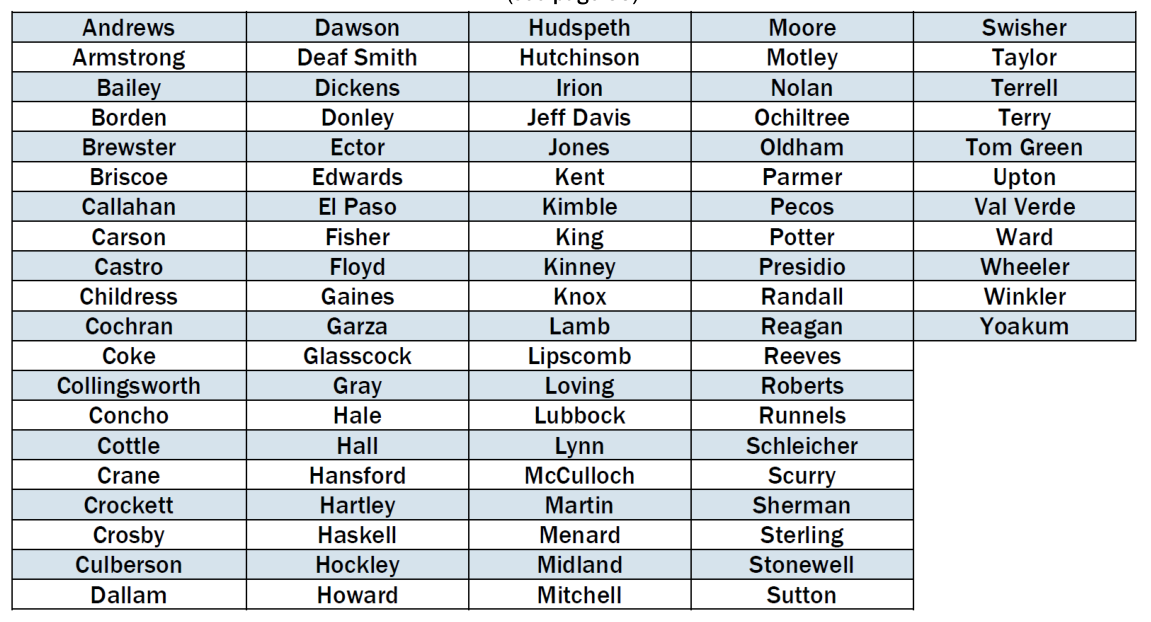 Andrews Dawson Hudspeth Moore Swisher
Armstrong Deaf Smith Hutchinson Motley Taylor
Bailey Dickens Irion Nolan Terrell
Borden Donley Jeff Davis Ochiltree Terry
Brewster Ector Jones Oldham Tom Green
Briscoe Edwards Kent Parmer Upton
Callahan El Paso Kimble Pecos Val Verde
Carson Fisher King Potter Ward
Castro Floyd Kinney Presidio Wheeler
Childress Gaines Knox Randall Winkler
Cochran Garza Lamb Reagan Yoakum
Coke Glasscock Lipscomb Reeves
Collingsworth Gray Loving Roberts
Concho Hale Lubbock Runnels
Cottle Hall Lynn Schleicher
Crane Hansford McCulloch Scurry
Crockett Hartley Martin Sherman
Crosby Haskell Menard Sterling
Culberson Hockley Midland Stonewell
Dallam Howard Mitchell Sutton